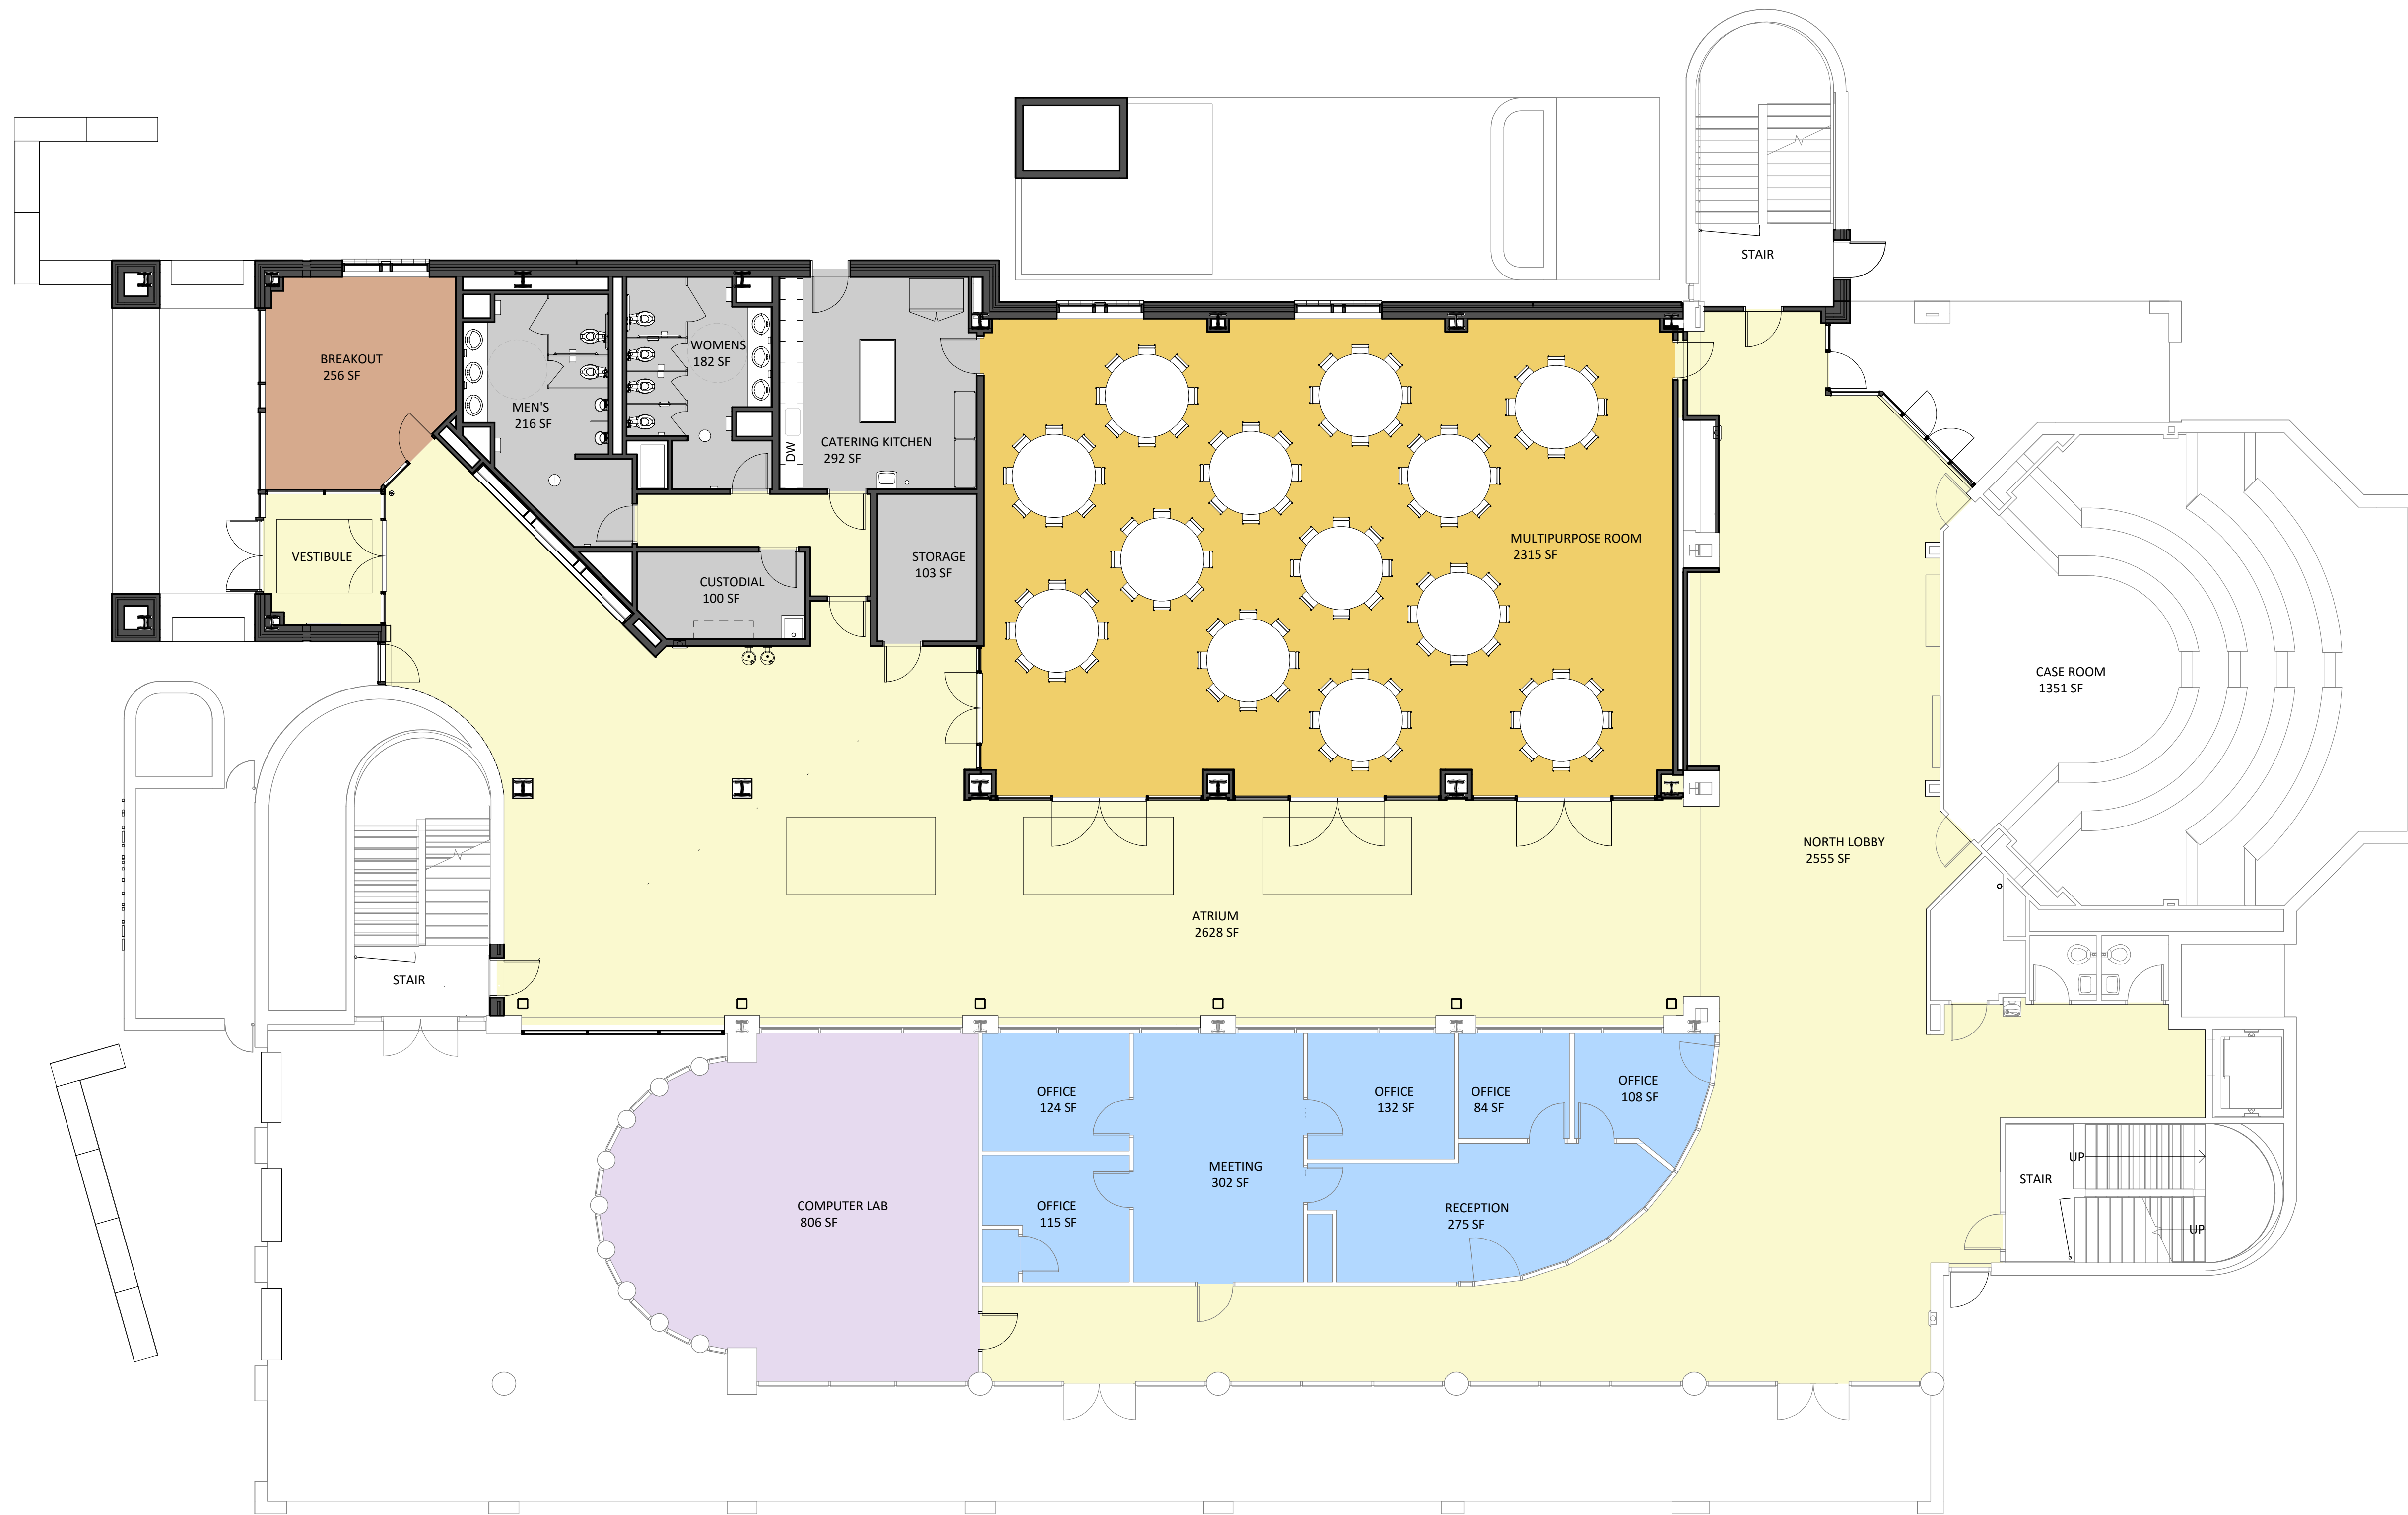 STAIR
BREAKOUT
256 SF
WOMENS
182 SF
MEN'S
216 SF
DW
CATERING KITCHEN
292 SF
VESTIBULE
STORAGE
103 SF
CUSTODIAL
100 SF
MULTIPURPOSE ROOM
2315 SF
CASE ROOM
1351 SF
NORTH LOBBY
2555 SF
ATRIUM
2628 SF
STAIR
OFFICE
124 SF
OFFICE
132 SF
OFFICE
84 SF
OFFICE
108 SF
MEETING
302 SF
COMPUTER LAB
806 SF
OFFICE
115 SF
RECEPTION
275 SF
UP
STAIR
UP